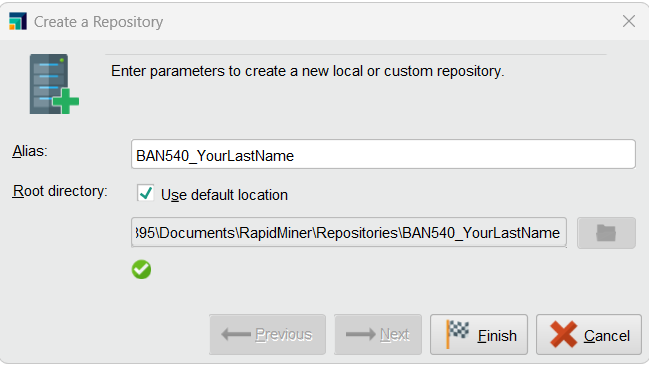 Create a Repository
Enter parameters to create a new local or custom repository.
Alias:
BAN540_YourLastName
Root directory:
Use default location
395\Documents\RapidMiner\Repositories\BAN540_YourLastName
Previous
Next
Finish
Cancel